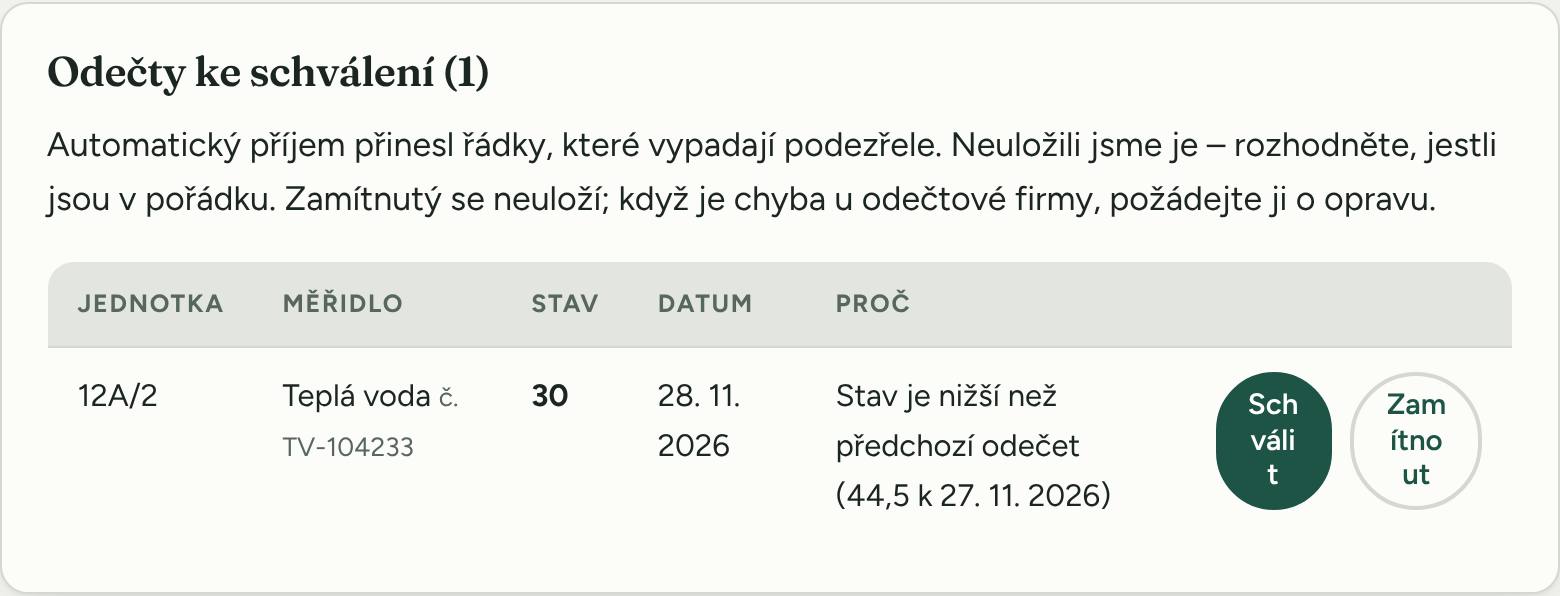 Odečty ke schválení (1)
Automatický příjem přinesl řádky, které vypadají podezřele. Neuložili jsme je – rozhodněte, jestli
jsou v pořádku. Zamítnutý se neuloží; když je chyba u odečtové firmy, požádejte ji o opravu.
JEDNOTKA MĚŘIDLO STAV DATUM PROČ
12A/2
Teplá voda č.
TV-104233
30
28. 11.
2026
Stav je nižší než
předchozí odečet
(44,5 k 27. 11. 2026)
Sch
váli
t
Zam
ítno
ut